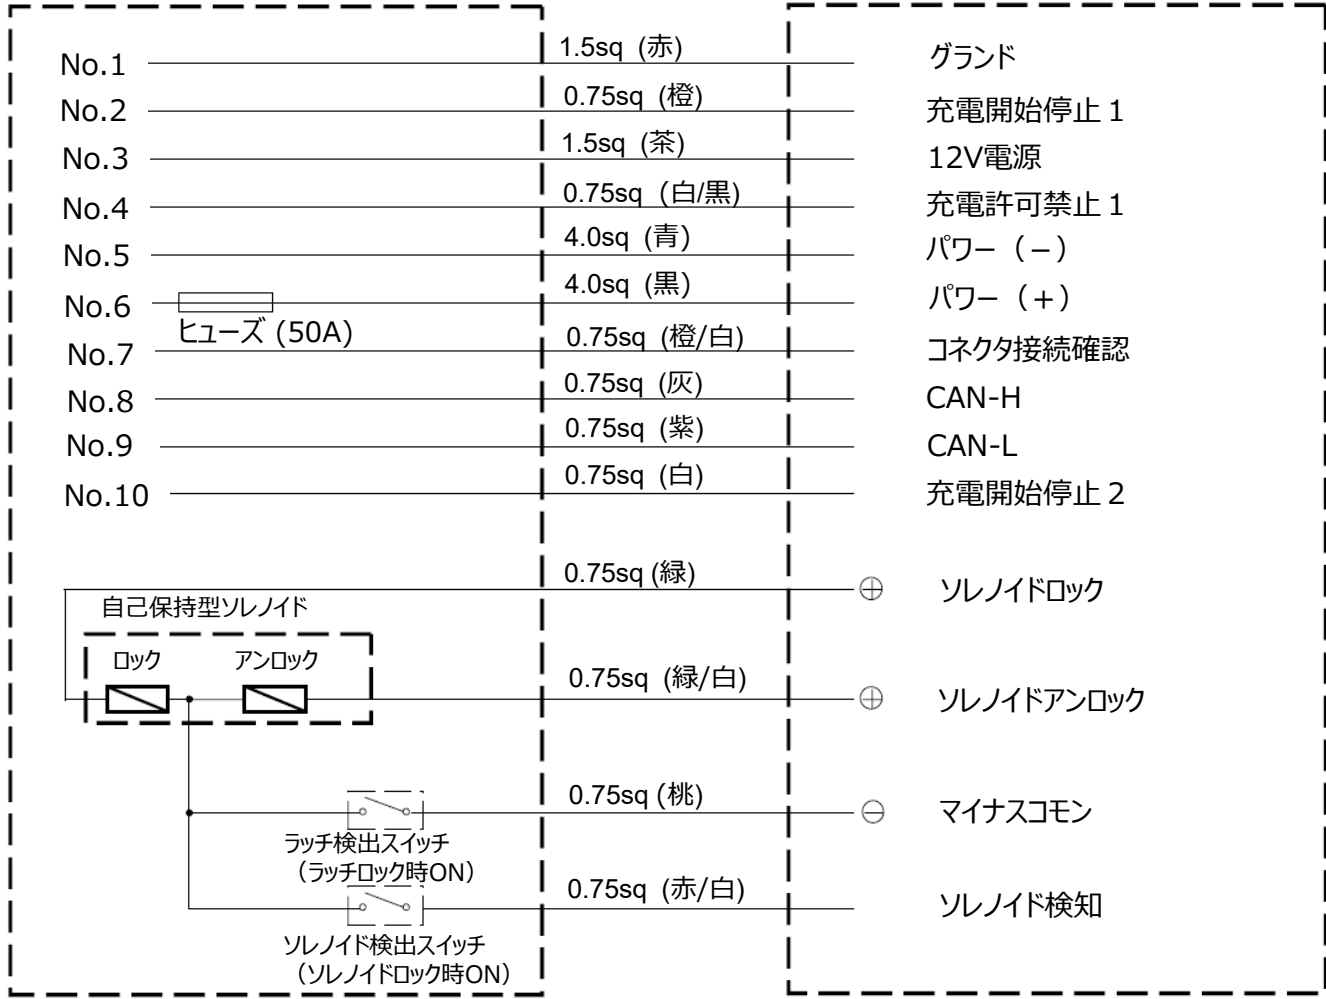 No.1 1.5sq (赤) グランド
No.2 0.75sq (橙) 充電開始停止１
No.3 1.5sq (茶) 12V電源
No.4 0.75sq (白/黒) 充電許可禁止１
No.5 4.0sq (青) パワー（－）
No.6 4.0sq (黒) パワー（＋）
ヒューズ (50A)
No.7 0.75sq (橙/白) コネクタ接続確認
No.8 0.75sq (灰) CAN-H
No.9 0.75sq (紫) CAN-L
No.10 0.75sq (白) 充電開始停止２
0.75sq (緑) ソレノイドロック
自己保持型ソレノイド
ロック アンロック
0.75sq (緑/白) ソレノイドアンロック
0.75sq (桃) マイナスコモン
ラッチ検出スイッチ
（ラッチロック時ON）
0.75sq (赤/白) ソレノイド検知
ソレノイド検出スイッチ
（ソレノイドロック時ON）